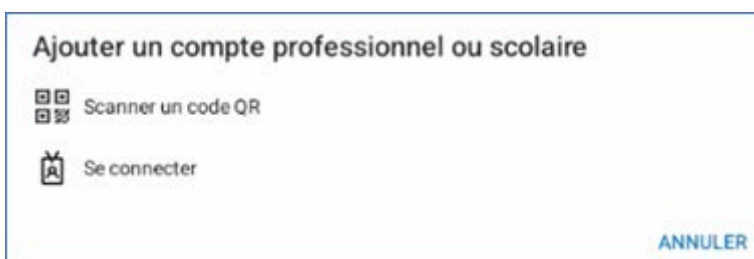 Ajouter un compte professionnel ou scolaire
Scanner un code QR
Se connecter
ANNULER